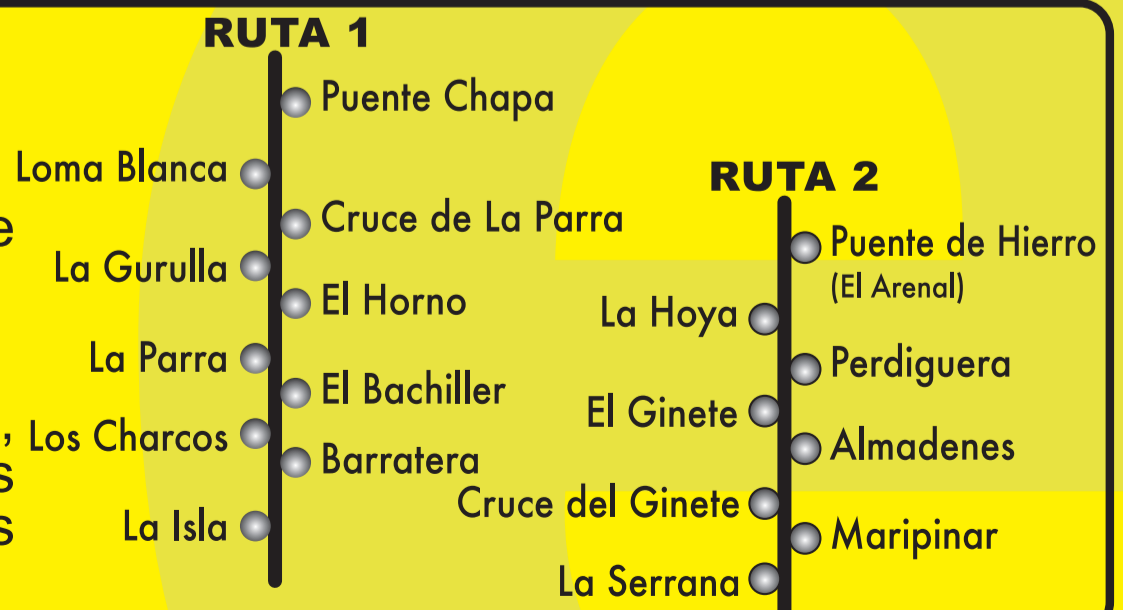 RUTA 1
Puente Chapa
Loma Blanca
Cruce de La Parra
La Gurulla
El Horno
La Parra
El Bachiller
Los Charcos
Barratera
La Isla
RUTA 2
Puente de Hierro
(El Arenal)
La Hoya
Perdiguera
El Ginete
Almadenes
Cruce del Ginete
Maripinar
La Serrana
e
,
s
s